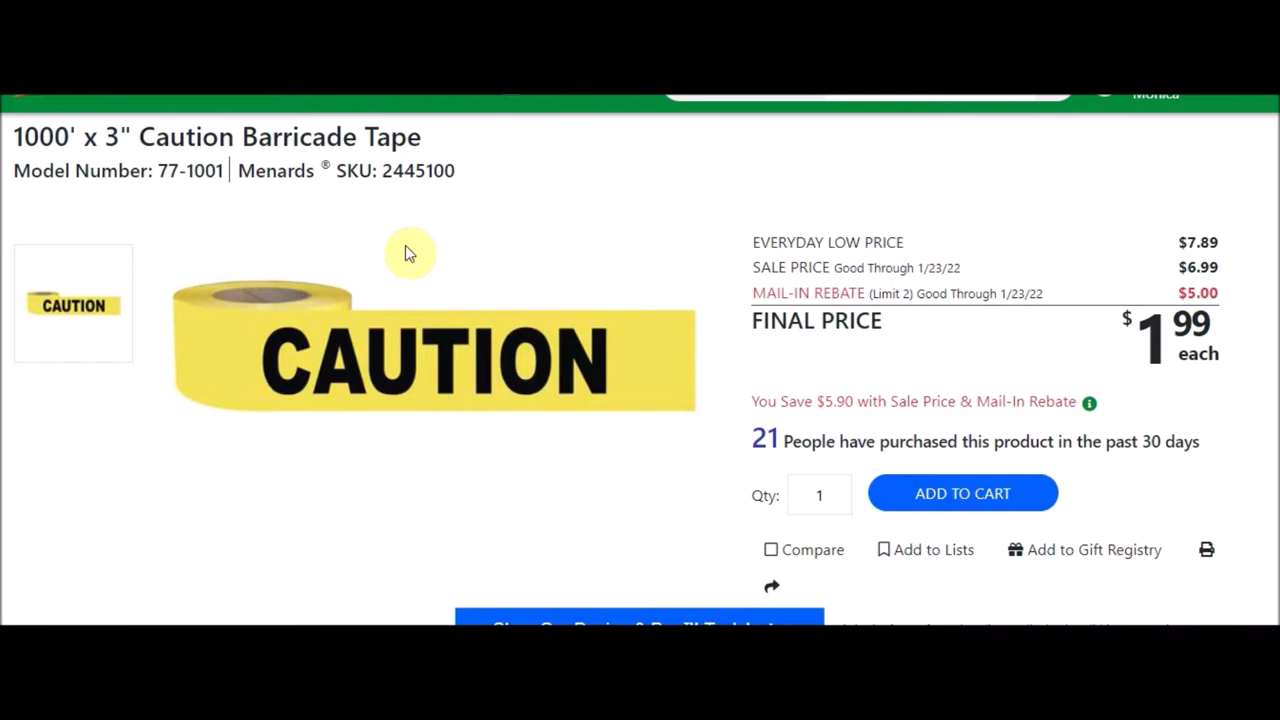 Monica
1000' x 3" Caution Barricade Tape
Model Number: 77-1001 | Menards ® SKU: 2445100
CAUTION
CAUTION
EVERYDAY LOW PRICE $7.89
SALE PRICE Good Through 1/23/22 $6.99
MAIL-IN REBATE (Limit 2) Good Through 1/23/22 $5.00
FINAL PRICE $1 99 each
You Save $5.90 with Sale Price & Mail-In Rebate
21 People have purchased this product in the past 30 days
Qty: 1 ADD TO CART
Compare Add to Lists Add to Gift Registry